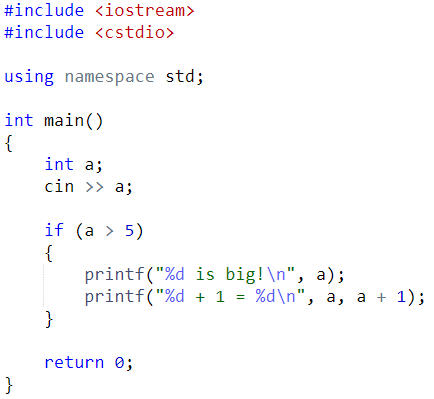 #include <iostream>
#include <cstdio>
using namespace std;
int main()
{
int a;
cin >> a;
if (a > 5)
{
printf("%d is big!\n", a);
printf("%d + 1 = %d\n", a, a + 1);
}
return 0;
}